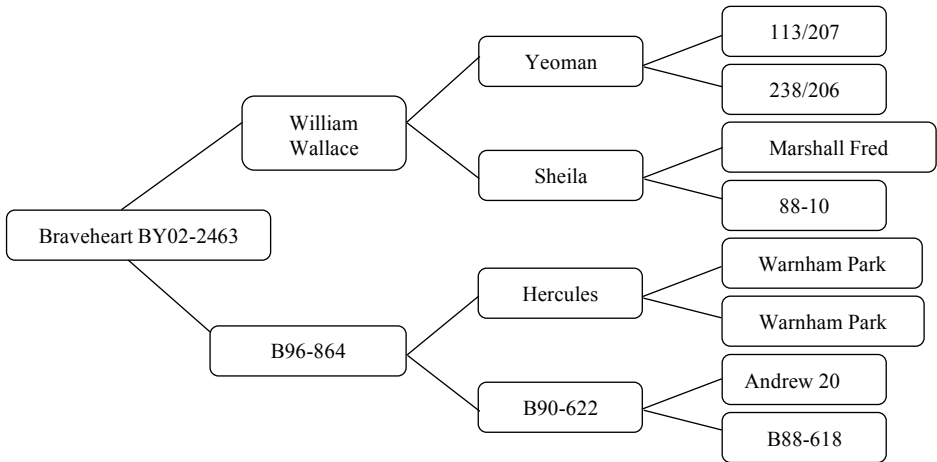 113/207
Yeoman
238/206
William
Wallace
Marshall Fred
Sheila
88-10
Braveheart BY02-2463
Warnham Park
Hercules
Warnham Park
B96-864
Andrew 20
B90-622
B88-618